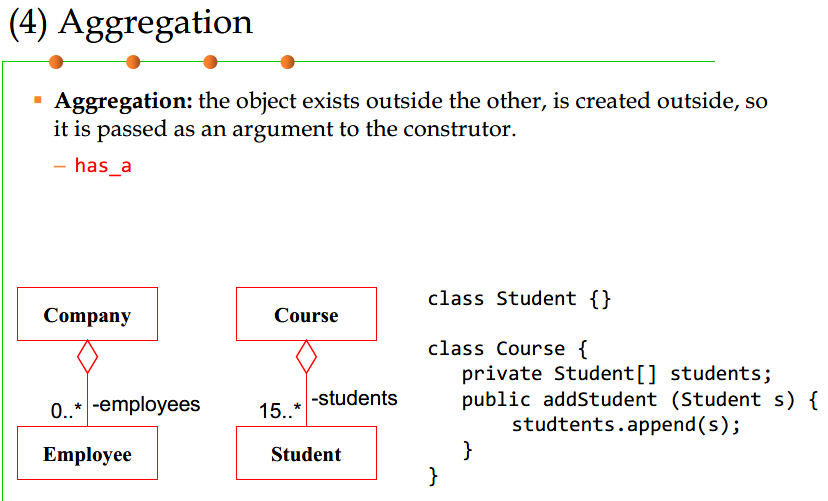 (4) Aggregation
Aggregation: the object exists outside the other, is created outside, so
it is passed as an argument to the construtor.
– has_a
Company
0..* -employees
Employee
Course
15..* -students
Student
class Student {}
class Course {
private Student[] students;
public addStudent (Student s) {
studtents.append(s);
}
}